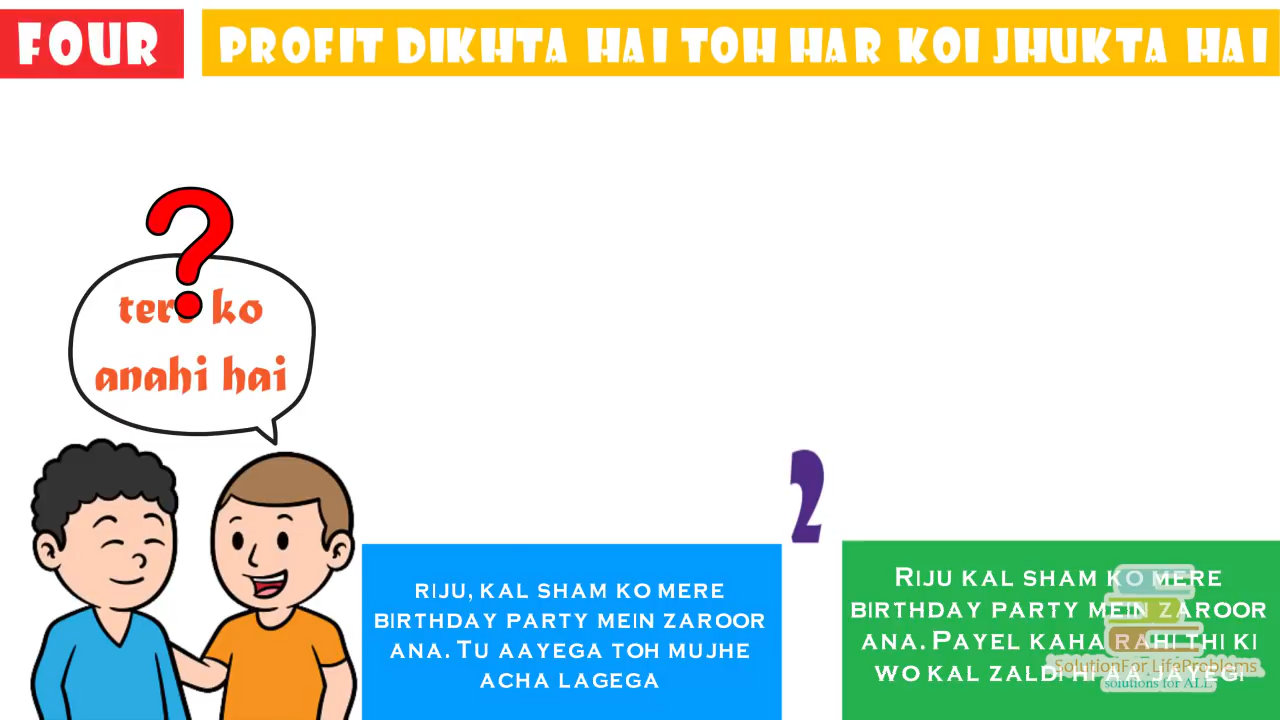 FOUR
PROFIT DIKHTA HAI TOH HAR KOI JHUKTA HAI
?
ko
anahi hai
2
RIJU, KAL SHAM KO MERE
BIRTHDAY PARTY MEIN ZAROOR
ANA. TU AAYEGA TOH MUJHE
ACHA LAGEGA
RIJU KAL SHAM KO MERE
BIRTHDAY PARTY MEIN ZAROOR
ANA. PAYEL KAHA RAHI THI KI
WO KAL ZALDI HI AA JAYEGI
SolutionFor LifeProblems
solutions for ALL